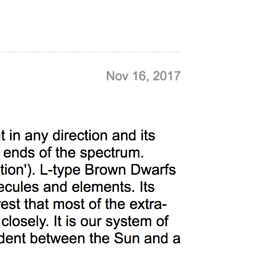 Nov 16, 2017
t in any direction and its
ends of the spectrum.
tion'). L-type Brown Dwarfs
ecules and elements. Its
est that most of the extra-
closely. It is our system of
dent between the Sun and a